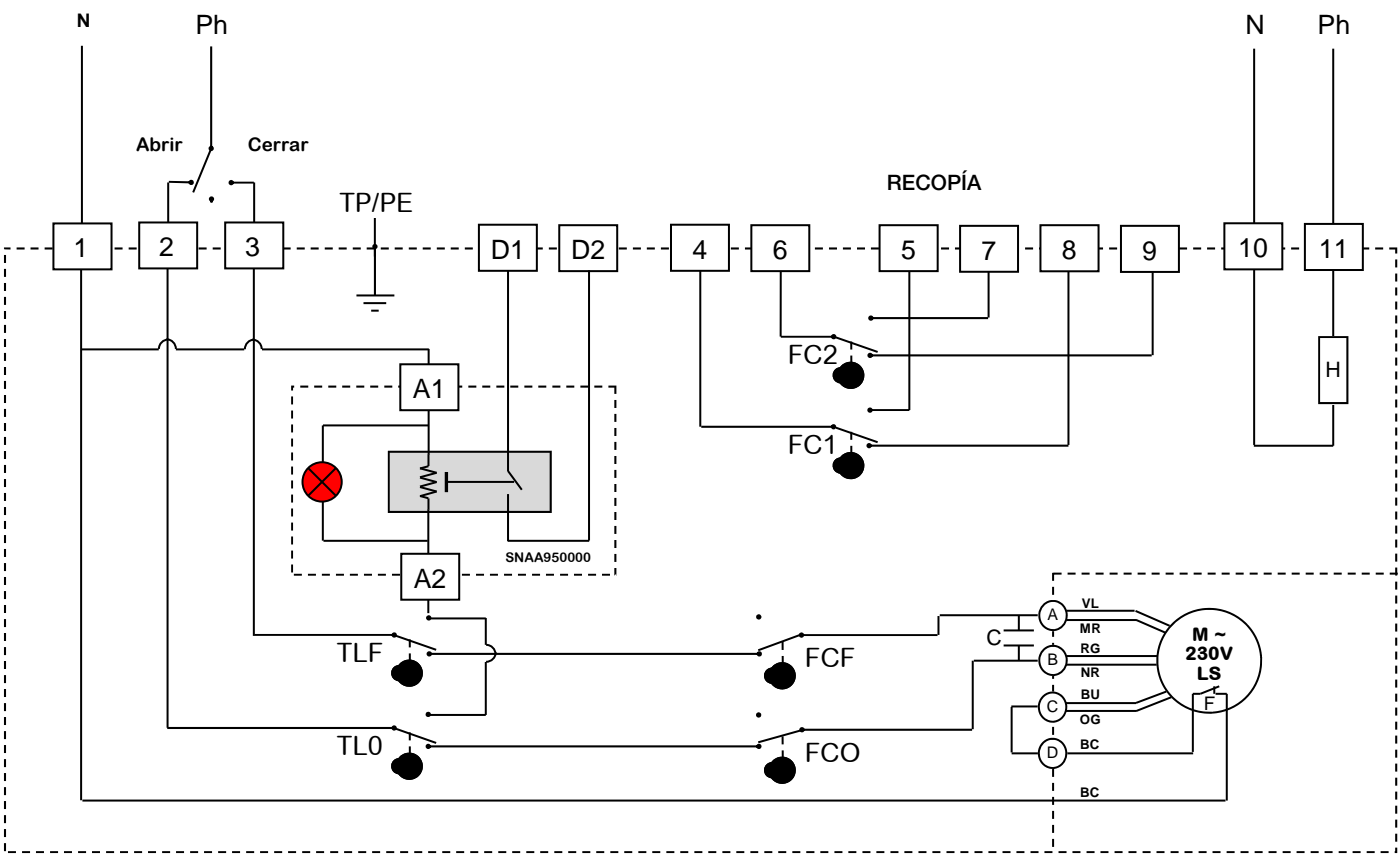 N
Ph
N
Ph
Abrir
Cerrar
RECOPÍA
TP/PE
1
2
3
D1
D2
4
6
5
7
8
9
10
11
FC2
H
A1
FC1
SNAA950000
A2
TLF
FCF
C
A
VL
MR
B
RG
NR
M ~
230V
LS
F
C
BU
OG
D
BC
TL0
FCO
BC